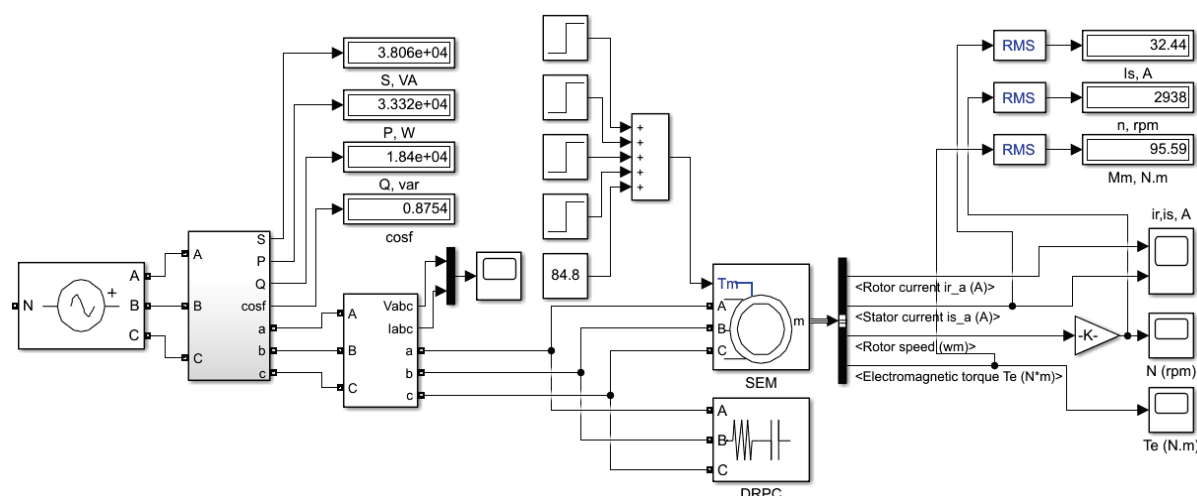 3.806e+04
S, VA
3.332e+04
P, W
1.84e+04
Q, var
0.8754
cosf
RMS
32.44
Is, A
RMS
2938
n, rpm
RMS
95.59
Mm, N.m
+
+
+
+
+
84.8
N
+
A
B
C
A
B
C
S
P
Q
cosf
a
b
c
A
B
C
Vabc
Iabc
a
b
c
Tm
A
B
C
m
SEM
A
B
C
DRPC
<Rotor current ir_a (A)>
<Stator current is_a (A)>
<Rotor speed (wm)>
<Electromagnetic torque Te (N*m)>
-K-
ir,is, A
N (rpm)
Te (N.m)